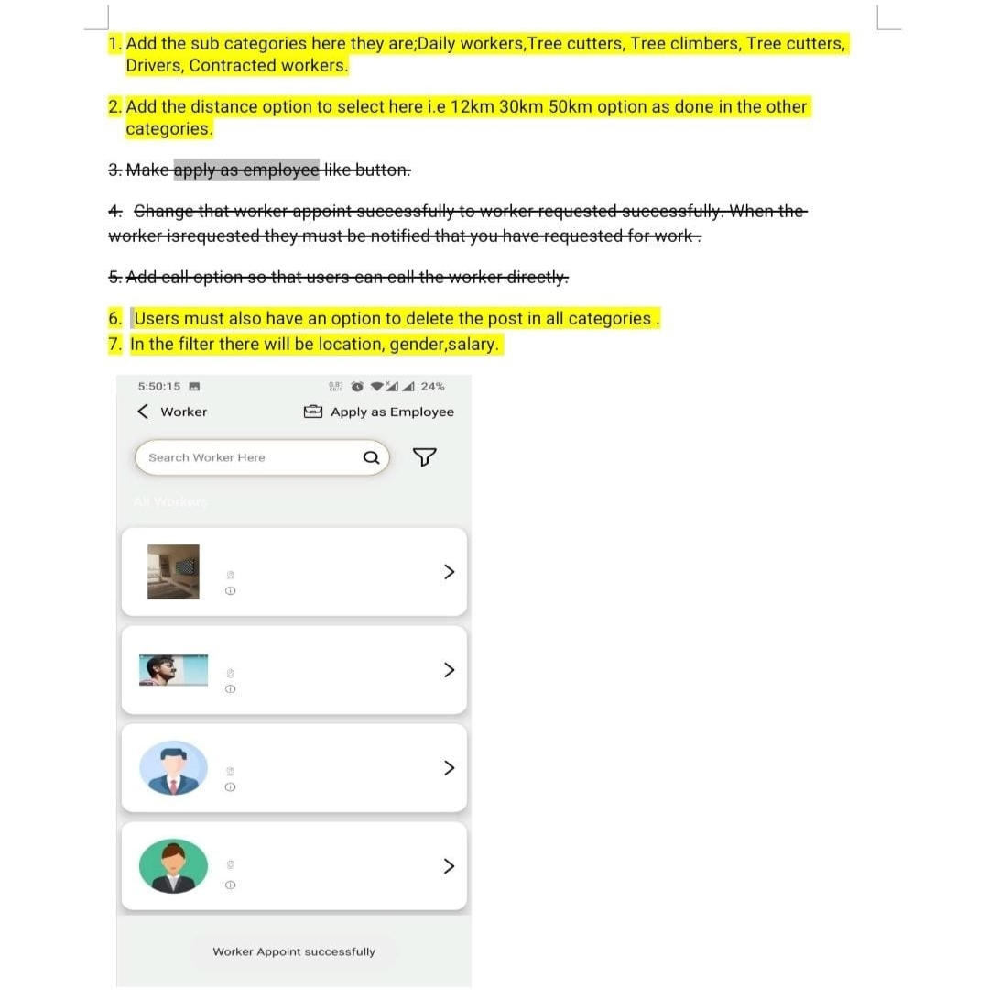 1. Add the sub categories here they are;Daily workers,Tree cutters, Tree climbers, Tree cutters,
Drivers, Contracted workers.
2. Add the distance option to select here i.e 12km 30km 50km option as done in the other
categories.
3. Make apply as employee like button.
4. Change that worker appoint successfully to worker requested successfully. When the
worker isrequested they must be notified that you have requested for work .
5. Add call option so that users can call the worker directly.
6. Users must also have an option to delete the post in all categories .
7. In the filter there will be location, gender,salary.
5:50:15 0.81 KB/S 24%
Worker Apply as Employee
Search Worker Here
All Workers
Worker Appoint successfully